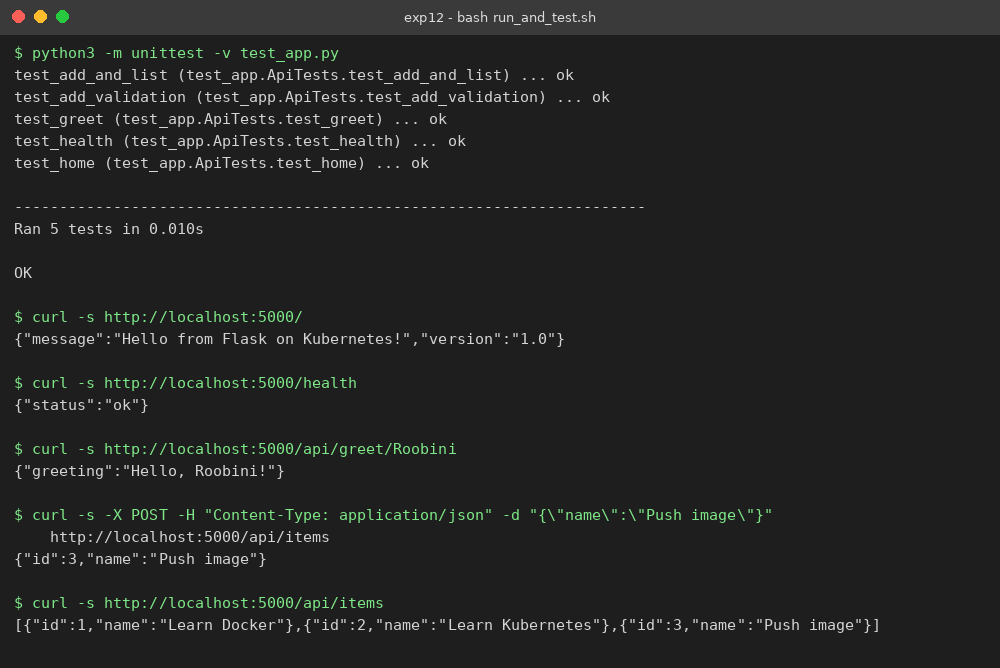 exp12 - bash run_and_test.sh
$ python3 -m unittest -v test_app.py
test_add_and_list (test_app.ApiTests.test_add_and_list) ... ok
test_add_validation (test_app.ApiTests.test_add_validation) ... ok
test_greet (test_app.ApiTests.test_greet) ... ok
test_health (test_app.ApiTests.test_health) ... ok
test_home (test_app.ApiTests.test_home) ... ok
----------------------------------------------------------------------
Ran 5 tests in 0.010s
OK
$ curl -s http://localhost:5000/
{"message":"Hello from Flask on Kubernetes!","version":"1.0"}
$ curl -s http://localhost:5000/health
{"status":"ok"}
$ curl -s http://localhost:5000/api/greet/Roobini
{"greeting":"Hello, Roobini!"}
$ curl -s -X POST -H "Content-Type: application/json" -d "{\"name\":\"Push image\"}"
    http://localhost:5000/api/items
{"id":3,"name":"Push image"}
$ curl -s http://localhost:5000/api/items
[{"id":1,"name":"Learn Docker"},{"id":2,"name":"Learn Kubernetes"},{"id":3,"name":"Push image"}]